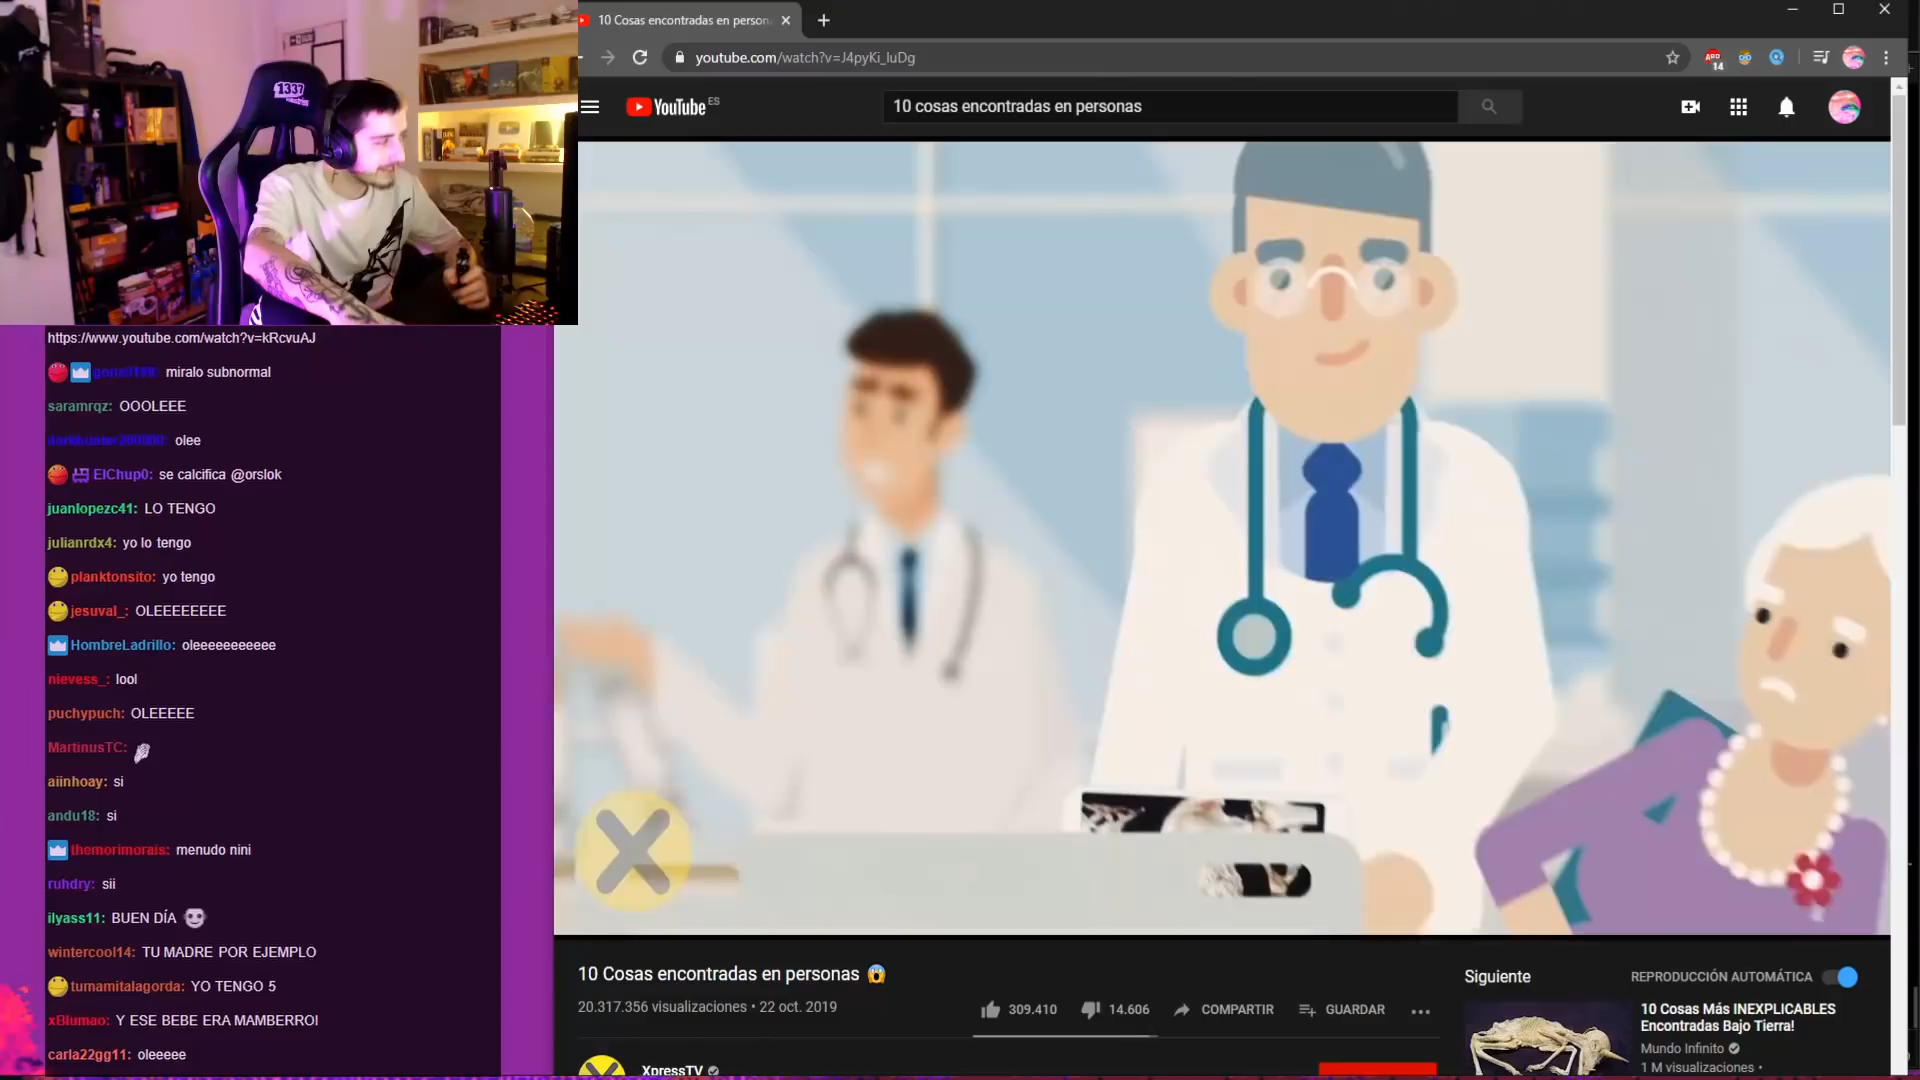 10 Cosas encontradas en person
youtube.com/watch?v=J4pyKi_luDg
14
1337
YouTube ES
10 cosas encontradas en personas
https://www.youtube.com/watch?v=kRcvuAJ
miralo subnormal
saramrqz: OOOLEEE
olee
ElChup0: se calcifica @orslok
juanlopezc41: LO TENGO
julianrdx4: yo lo tengo
planktonsito: yo tengo
jesuval_: OLEEEEEEEE
HombreLadrillo: oleeeeeeeeeee
nievess_: lool
puchypuch: OLEEEEE
MartinusTC:
aiinhoay: si
andu18: si
themorimorais: menudo nini
ruhdry: sii
ilyass11: BUEN DÍA
wintercool14: TU MADRE POR EJEMPLO
tumamitalagorda: YO TENGO 5
xBlumao: Y ESE BEBE ERA MAMBERROI
carla22gg11: oleeeee
10 Cosas encontradas en personas 😱
20.317.356 visualizaciones • 22 oct. 2019
309.410
14.606
COMPARTIR
GUARDAR
XpressTV
Siguiente
REPRODUCCIÓN AUTOMÁTICA
10 Cosas Más INEXPLICABLES
Encontradas Bajo Tierra!
Mundo Infinito
1 M visualizaciones •